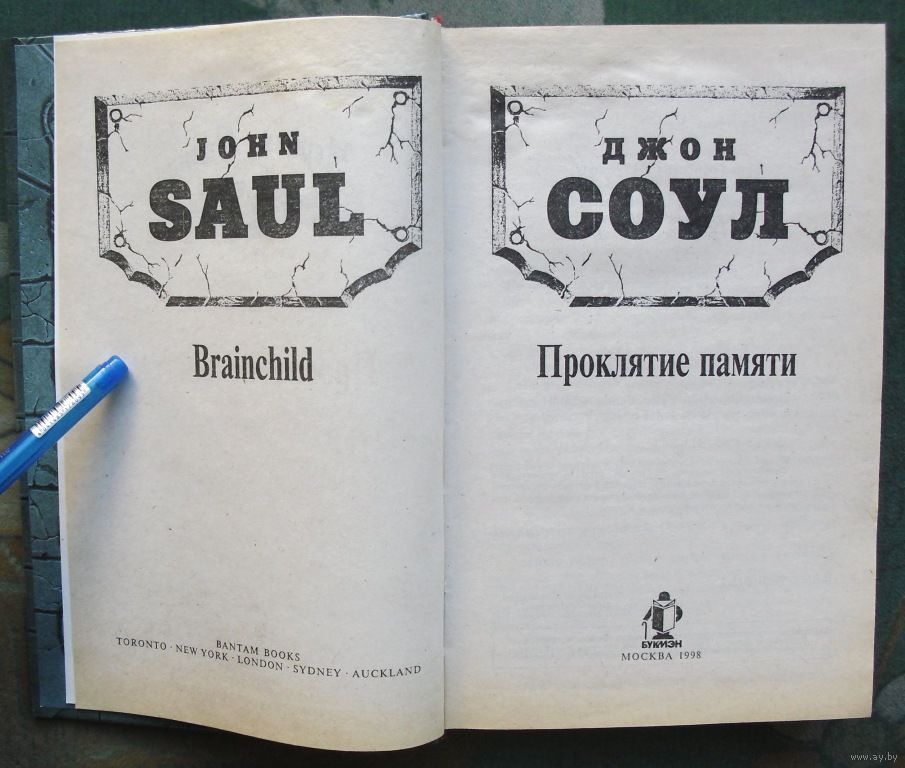 JOHN
SAUL
Brainchild
BANTAM BOOKS
TORONTO · NEW YORK · LONDON · SYDNEY · AUCKLAND
ДЖОН
СОУЛ
Проклятие памяти
БУКМЭН
МОСКВА 1998
www.ay.by